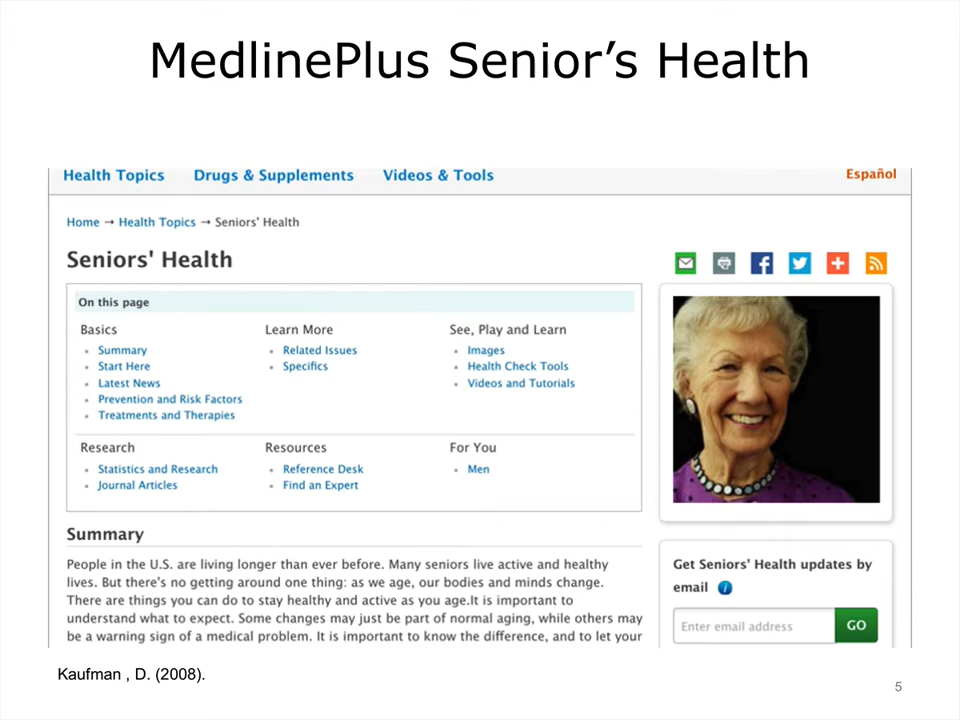 MedlinePlus Senior’s Health
Health Topics Drugs & Supplements Videos & Tools Español
Home → Health Topics → Seniors' Health
Seniors' Health
On this page
Basics
Summary
Start Here
Latest News
Prevention and Risk Factors
Treatments and Therapies
Learn More
Related Issues
Specifics
See, Play and Learn
Images
Health Check Tools
Videos and Tutorials
Research
Statistics and Research
Journal Articles
Resources
Reference Desk
Find an Expert
For You
Men
Summary
People in the U.S. are living longer than ever before. Many seniors live active and healthy
lives. But there's no getting around one thing: as we age, our bodies and minds change.
There are things you can do to stay healthy and active as you age.It is important to
understand what to expect. Some changes may just be part of normal aging, while others may
be a warning sign of a medical problem. It is important to know the difference, and to let your
Get Seniors' Health updates by
email i
Enter email address GO
Kaufman , D. (2008).
5